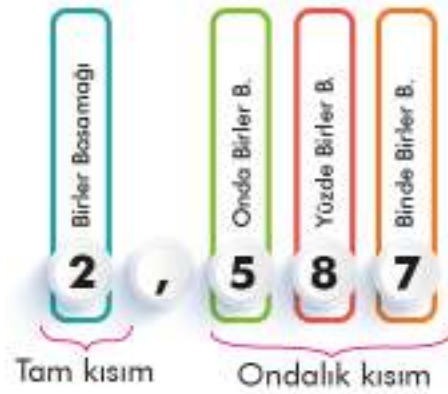 Birler Basamağı
Onda Birler B.
Yüzde Birler B.
Binde Birler B.
2 , 5 8 7
Tam kısım
Ondalık kısım